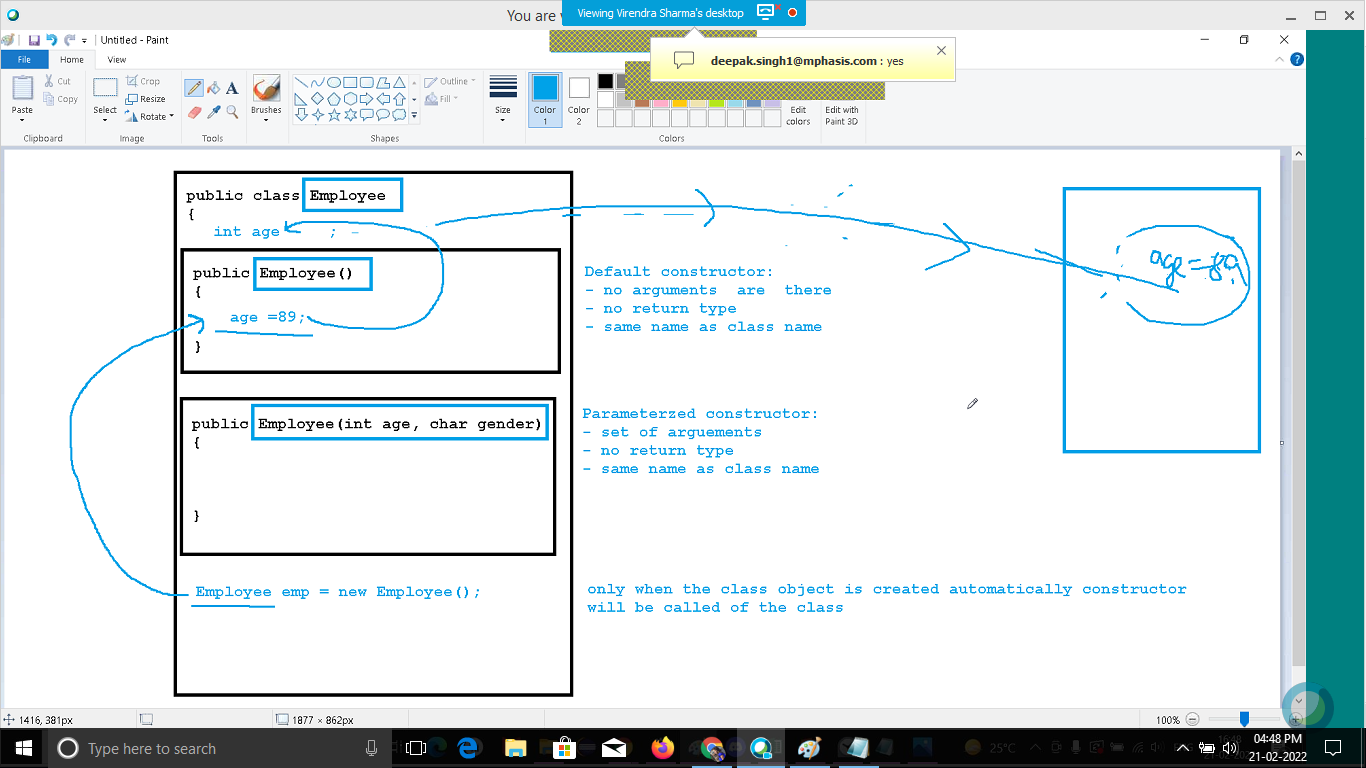 You are
Viewing Virendra Sharma's desktop
Untitled - Paint
deepak.singh1@mphasis.com : yes
File
Home
View
Paste
Cut
Copy
Clipboard
Select
Crop
Resize
Rotate
Image
Tools
Brushes
Outline
Fill
Shapes
Size
Color
1
Color
2
Colors
Edit
colors
Edit with
Paint 3D
public class Employee
{
int age ;
public Employee()
{
age =89;
}
Default constructor:
- no arguments are there
- no return type
- same name as class name
age = 89
public Employee(int age, char gender)
{
}
Parameterzed constructor:
- set of arguements
- no return type
- same name as class name
Employee emp = new Employee();
only when the class object is created automatically constructor
will be called of the class
1416, 381px
1877 × 862px
100%
Type here to search
25°C
04:48 PM
21-02-2022